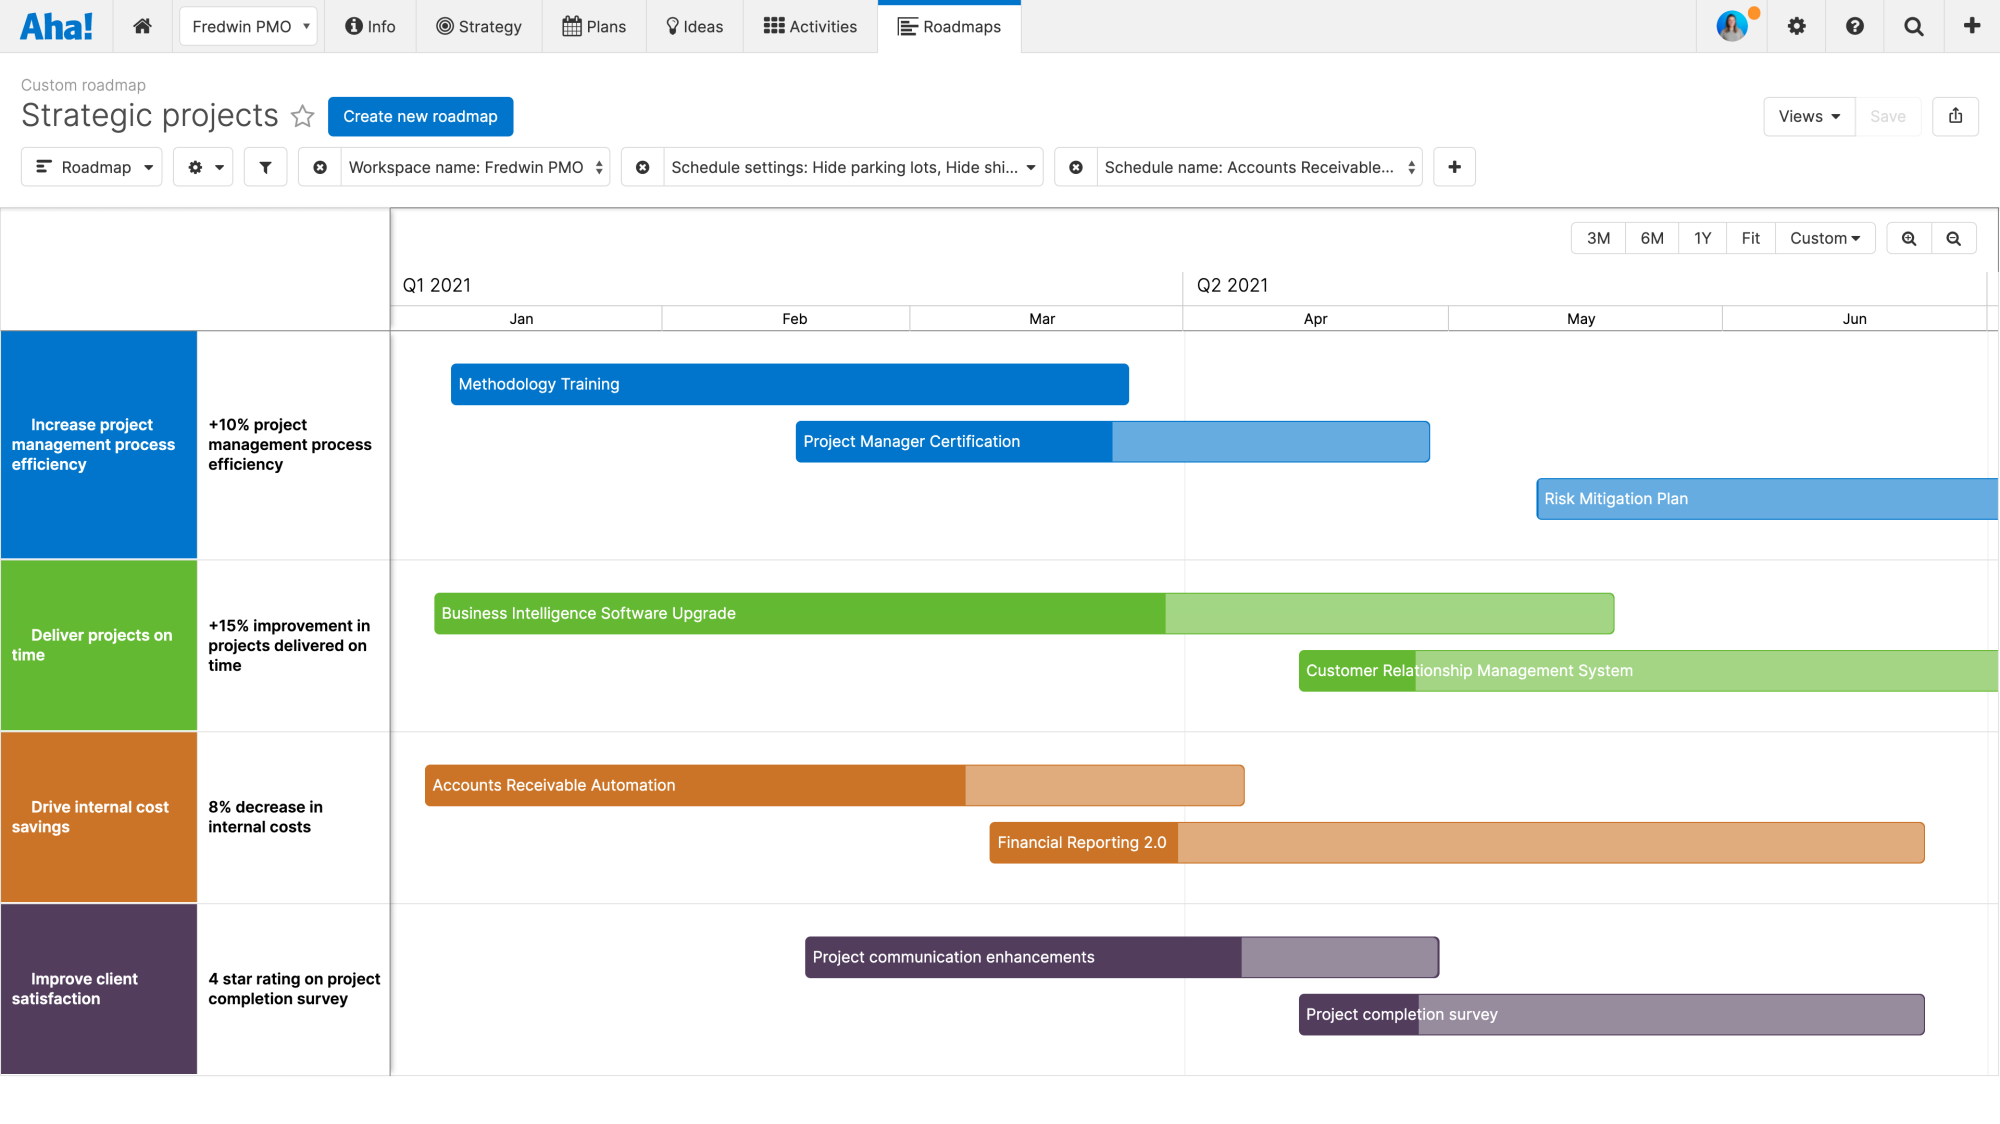 Aha!
Fredwin PMO
Info
Strategy
Plans
Ideas
Activities
Roadmaps
Custom roadmap
Strategic projects
Create new roadmap
Views
Save
Roadmap
Workspace name: Fredwin PMO
Schedule settings: Hide parking lots, Hide shi...
Schedule name: Accounts Receivable...
3M
6M
1Y
Fit
Custom
Q1 2021
Q2 2021
Jan
Feb
Mar
Apr
May
Jun
Increase project
management process
efficiency
+10% project
management process
efficiency
Methodology Training
Project Manager Certification
Risk Mitigation Plan
Deliver projects on
time
+15% improvement in
projects delivered on
time
Business Intelligence Software Upgrade
Customer Relationship Management System
Drive internal cost
savings
8% decrease in
internal costs
Accounts Receivable Automation
Financial Reporting 2.0
Improve client
satisfaction
4 star rating on project
completion survey
Project communication enhancements
Project completion survey